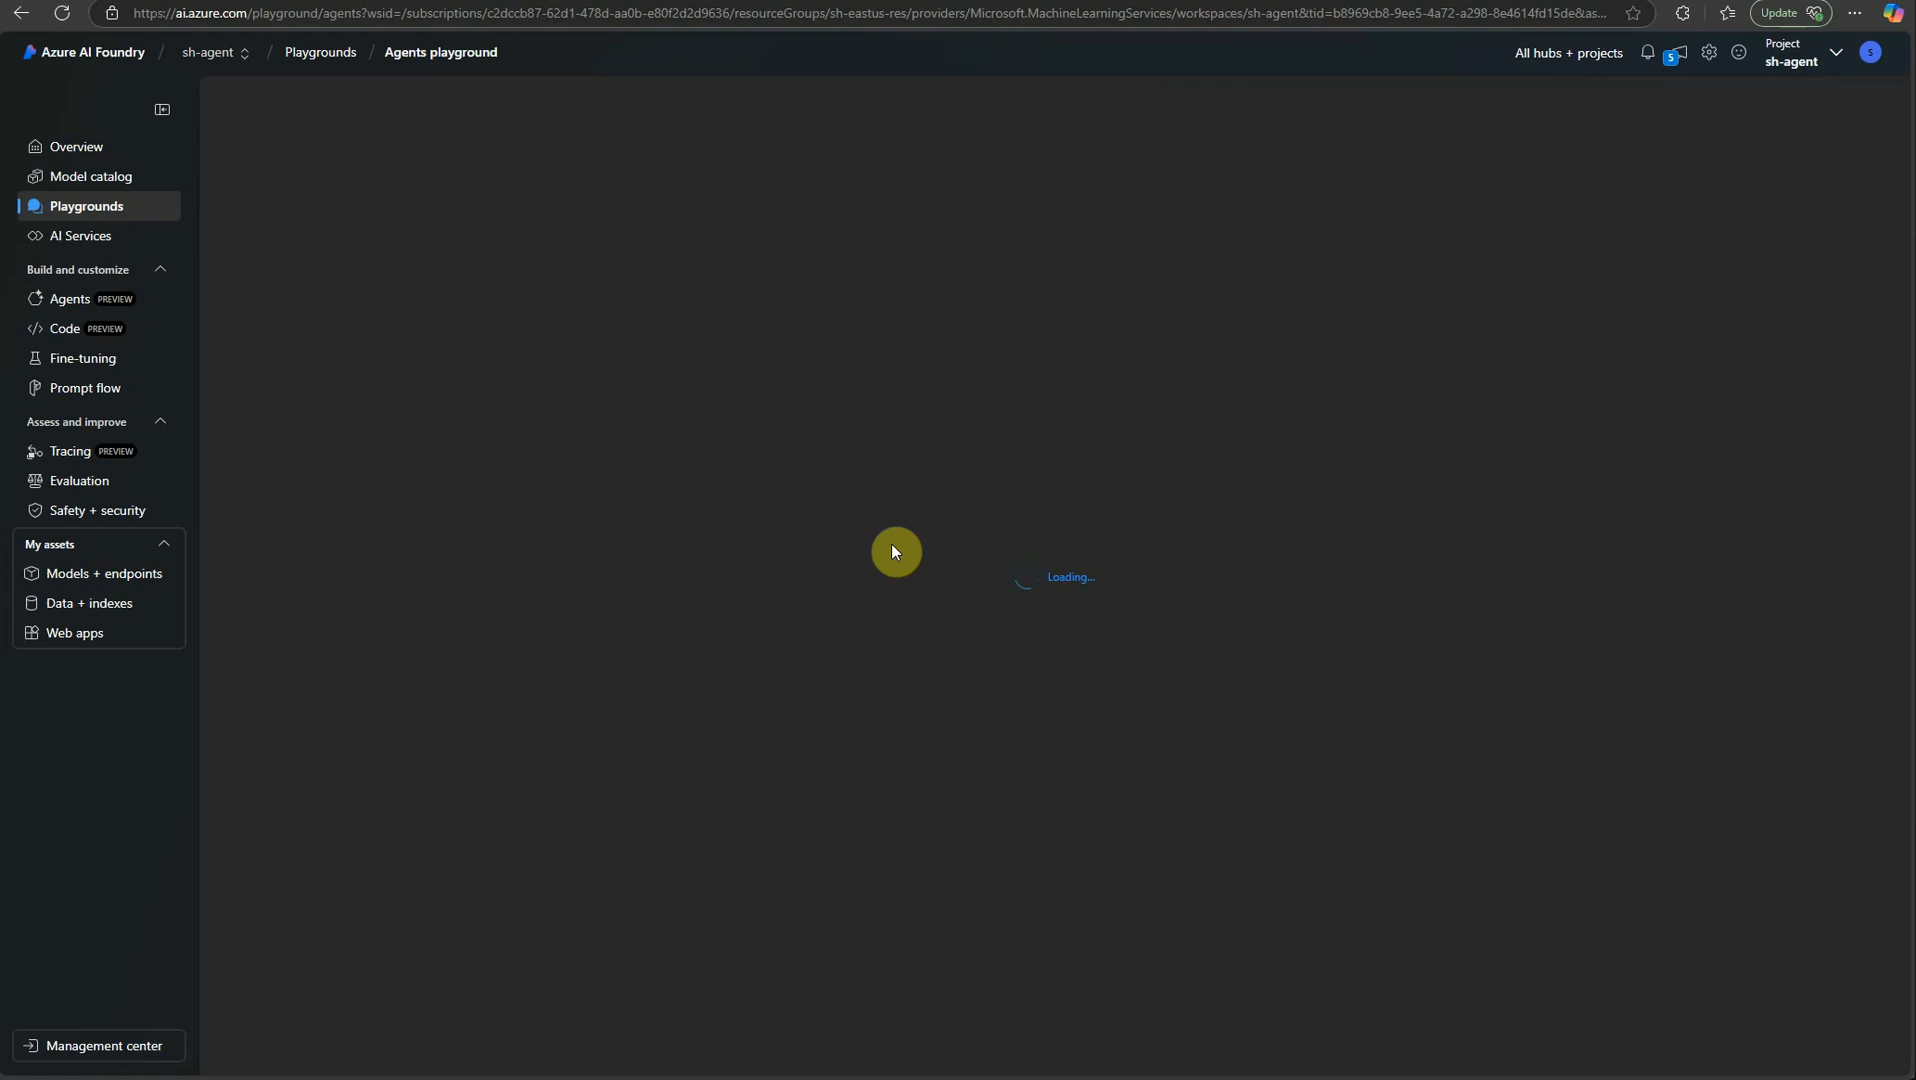 https://ai.azure.com/playground/agents?wsid=/subscriptions/c2dccb87-62d1-478d-aa0b-e80f2d2d9636/resourceGroups/sh-eastus-res/providers/Microsoft.MachineLearningServices/workspaces/sh-agent&tid=b8969cb8-9ee5-4a72-a298-8e4614fd15de&as...
Update
Azure AI Foundry / sh-agent / Playgrounds / Agents playground
All hubs + projects
5
Project
sh-agent
S
Overview
Model catalog
Playgrounds
AI Services
Build and customize
Agents PREVIEW
Code PREVIEW
Fine-tuning
Prompt flow
Assess and improve
Tracing PREVIEW
Evaluation
Safety + security
My assets
Models + endpoints
Data + indexes
Web apps
Loading...
Management center